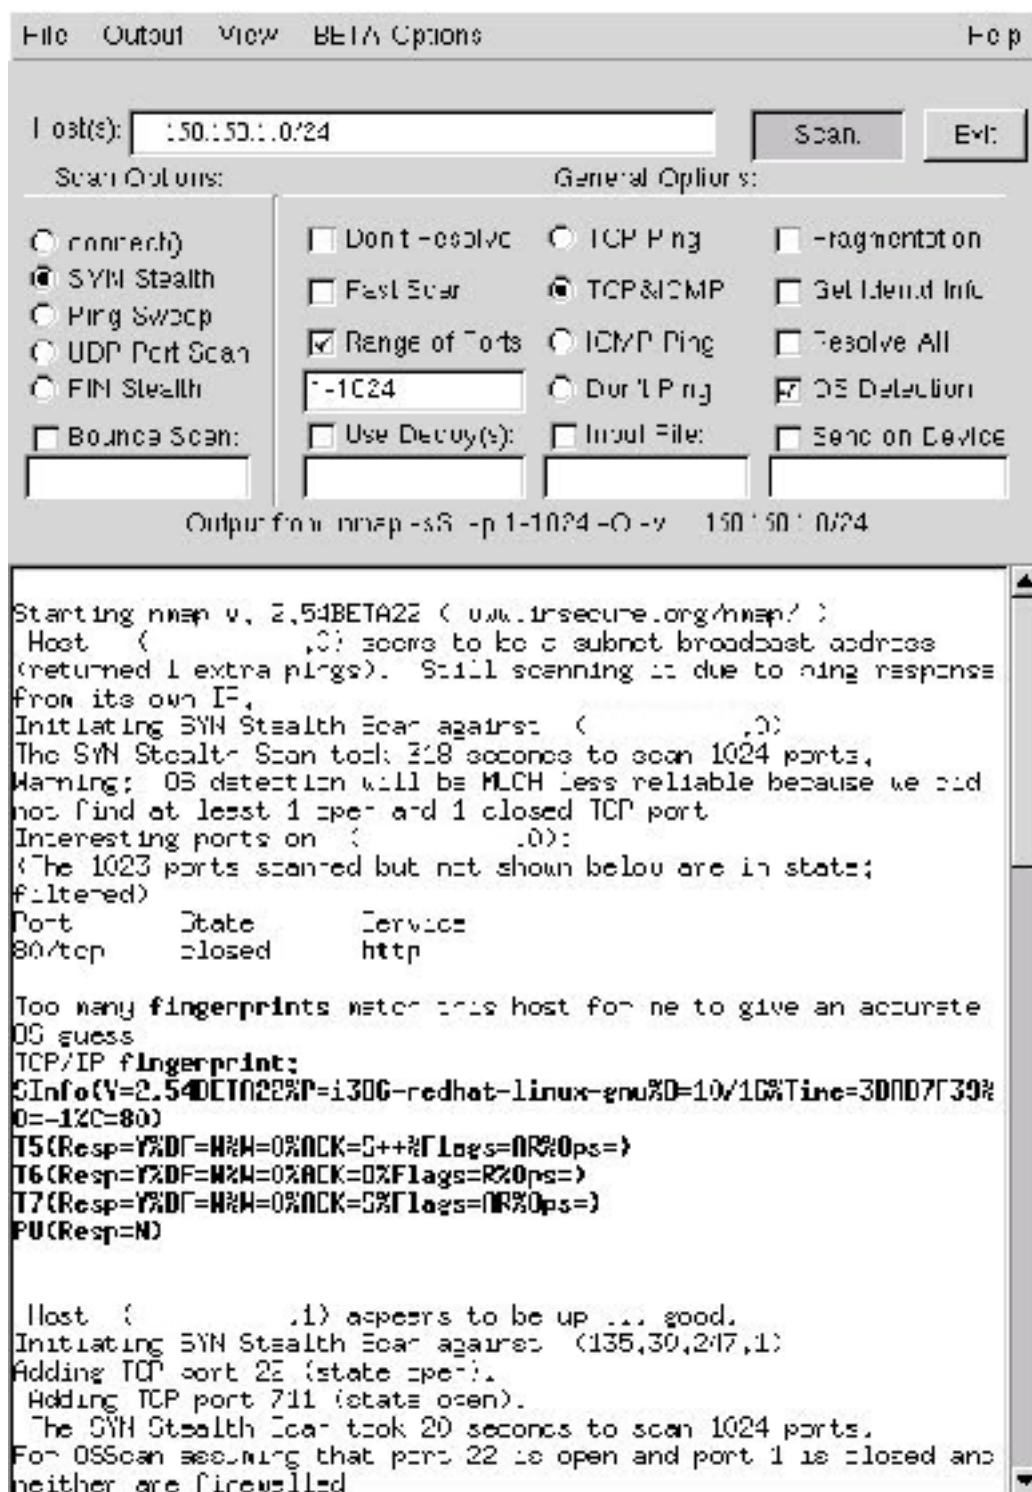 File Output View BETA Options Help
Host(s): 150.150.1.0/24 Scan. Exit
Scan Options: General Options:
connect() Don't Resolve TCP Ping Fragmentation
SYN Stealth Fast Scan TCP&ICMP Get Identd Info
Ping Sweep Range of Ports ICMP Ping Resolve All
UDP Port Scan 1-1024 Don't Ping OS Detection
FIN Stealth
Bounce Scan: Use Decoy(s): Input File: Send on Device
Output from: nmap -sS -p 1-1024 -O -v 150.150.1.0/24
Starting nmap V. 2.54BETA22 ( www.insecure.org/nmap/ )
Host ( .0) seems to be a subnet broadcast address
(returned 1 extra pings). Still scanning it due to ping response
from its own IP.
Initiating SYN Stealth Scan against ( .0)
The SYN Stealth Scan took 318 seconds to scan 1024 ports.
Warning: OS detection will be MUCH less reliable because we did
not find at least 1 open and 1 closed TCP port
Interesting ports on ( .0):
(The 1023 ports scanned but not shown below are in state:
filtered)
Port State Service
80/tcp closed http
Too many fingerprints match this host for me to give an accurate
OS guess
TCP/IP fingerprint:
SInfo(V=2.54BETA22%P=i386-redhat-linux-gnu%D=10/16%
O=-1%C=80)
T5(Resp=Y%DF=N%W=0%ACK=S++%Flags=AR%Ops=)
T6(Resp=Y%DF=N%W=0%ACK=O%Flags=R%Ops=)
T7(Resp=Y%DF=N%W=0%ACK=S%Flags=AR%Ops=)
PU(Resp=N)
Host ( .1) appears to be up ... good.
Initiating SYN Stealth Scan against (135.30.247.1)
Adding TCP port 22 (state open).
Adding TCP port 711 (state open).
The SYN Stealth Scan took 20 seconds to scan 1024 ports.
For OSScan assuming that port 22 is open and port 1 is closed and
neither are firewalled